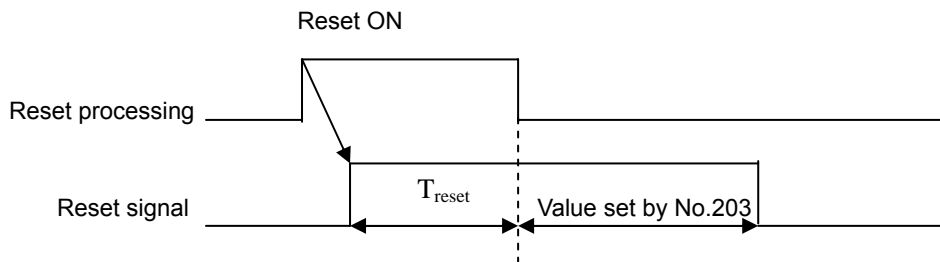 Reset ON
Reset processing
Treset
Reset signal
Value set by No.203